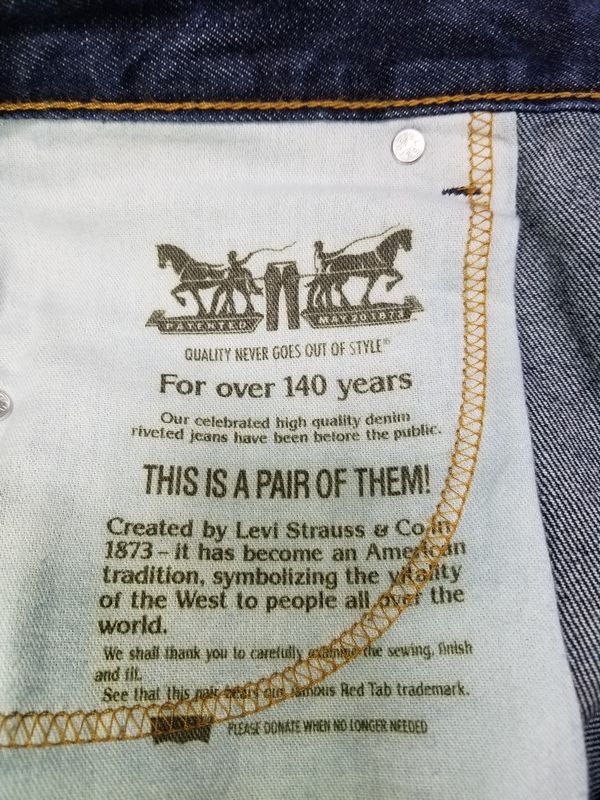 PATENTED MAY 20 1873
QUALITY NEVER GOES OUT OF STYLE®
For over 140 years
Our celebrated high quality denim
riveted jeans have been before the public.
THIS IS A PAIR OF THEM!
Created by Levi Strauss & Co. in
1873 – it has become an American
tradition, symbolizing the vitality
of the West to people all over the
world.
We shall thank you to carefully examine the sewing, finish
and fit.
See that this pair bears our famous Red Tab trademark.
PLEASE DONATE WHEN NO LONGER NEEDED